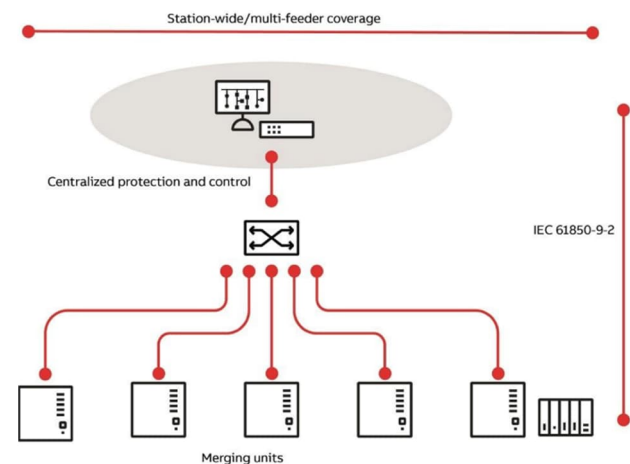 Station-wide/multi-feeder coverage
Centralized protection and control
IEC 61850-9-2
Merging units